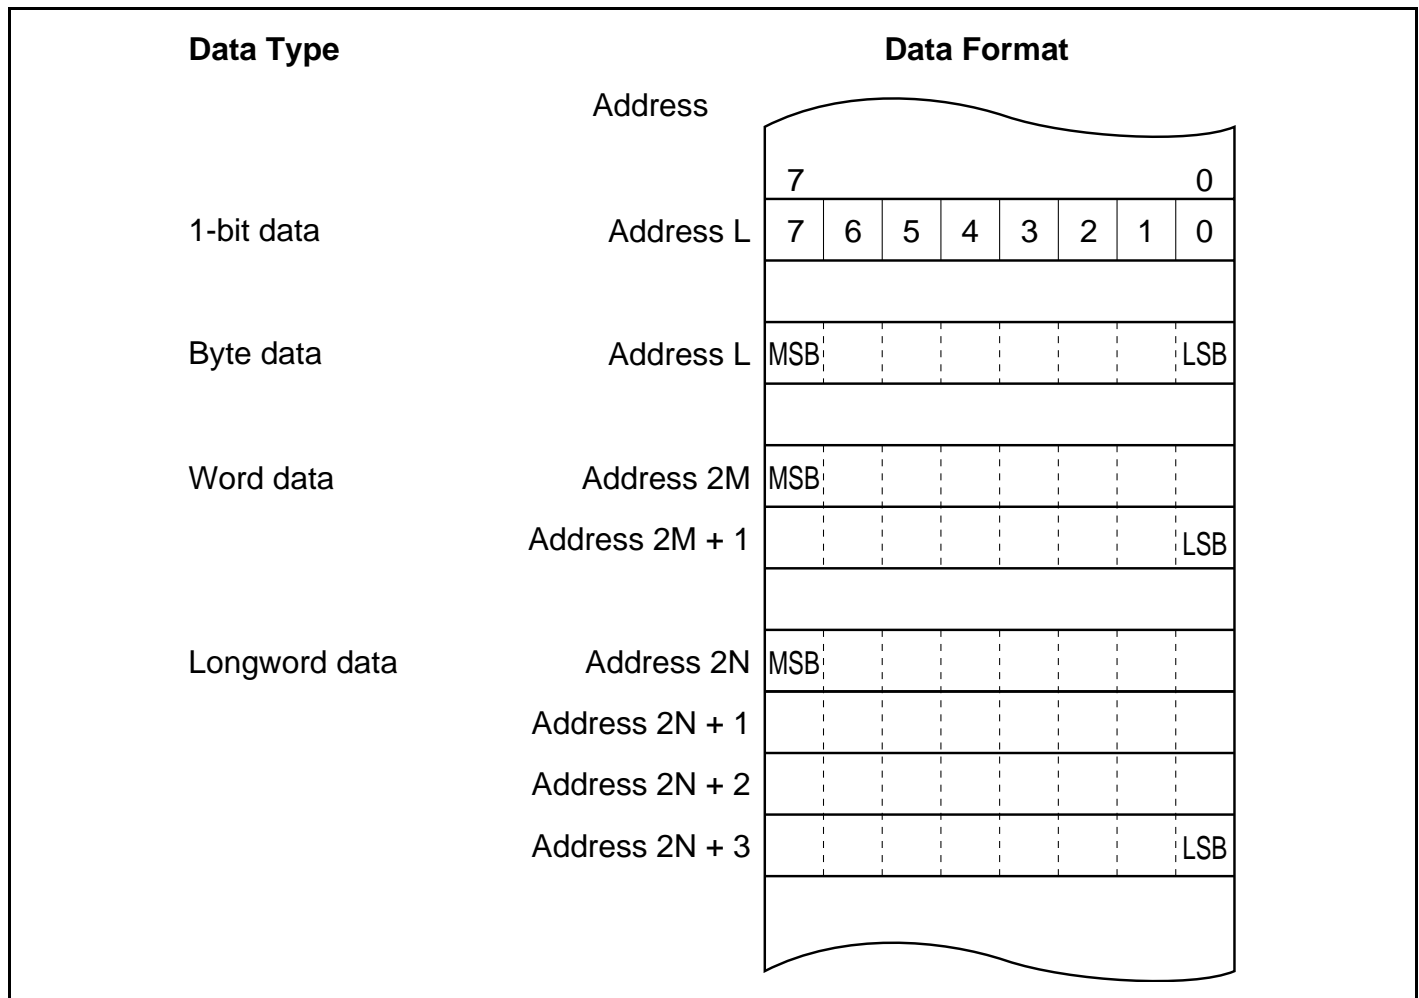 Data Type Data Format
Address
7 0
1-bit data Address L 7 6 5 4 3 2 1 0
Byte data Address L MSB LSB
Word data Address 2M MSB
Address 2M + 1 LSB
Longword data Address 2N MSB
Address 2N + 1
Address 2N + 2
Address 2N + 3 LSB